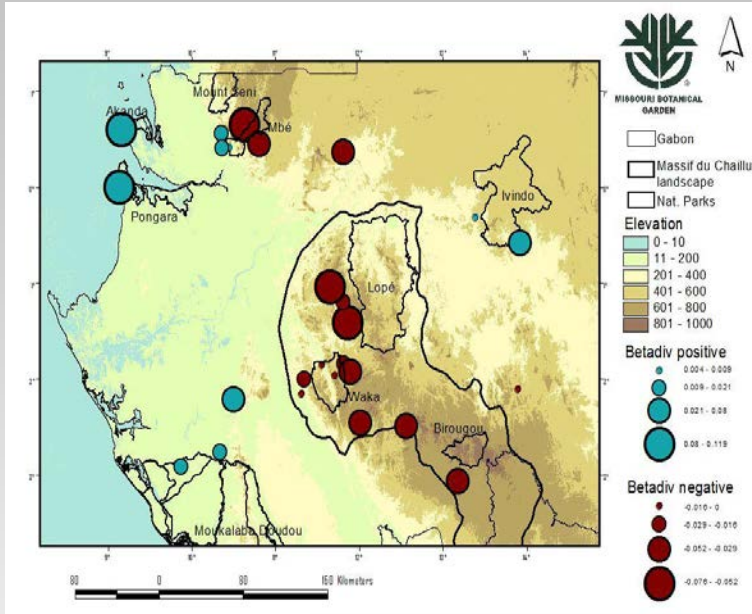 MISSOURI BOTANICAL
GARDEN
N
Gabon
Massif du Chaillu
landscape
Nat. Parks
Elevation
0 - 10
11 - 200
201 - 400
401 - 600
601 - 800
801 - 1000
Betadiv positive
0.004 - 0.009
0.009 - 0.021
0.021 - 0.08
0.08 - 0.119
Betadiv negative
-0.016 - 0
-0.029 - -0.016
-0.052 - -0.029
-0.076 - -0.052
Mount Seni
Akanda
Mbé
Ivindo
Pongara
Lopé
Waka
Birougou
Moukalaba Doudou
80 0 80 160 Kilometers